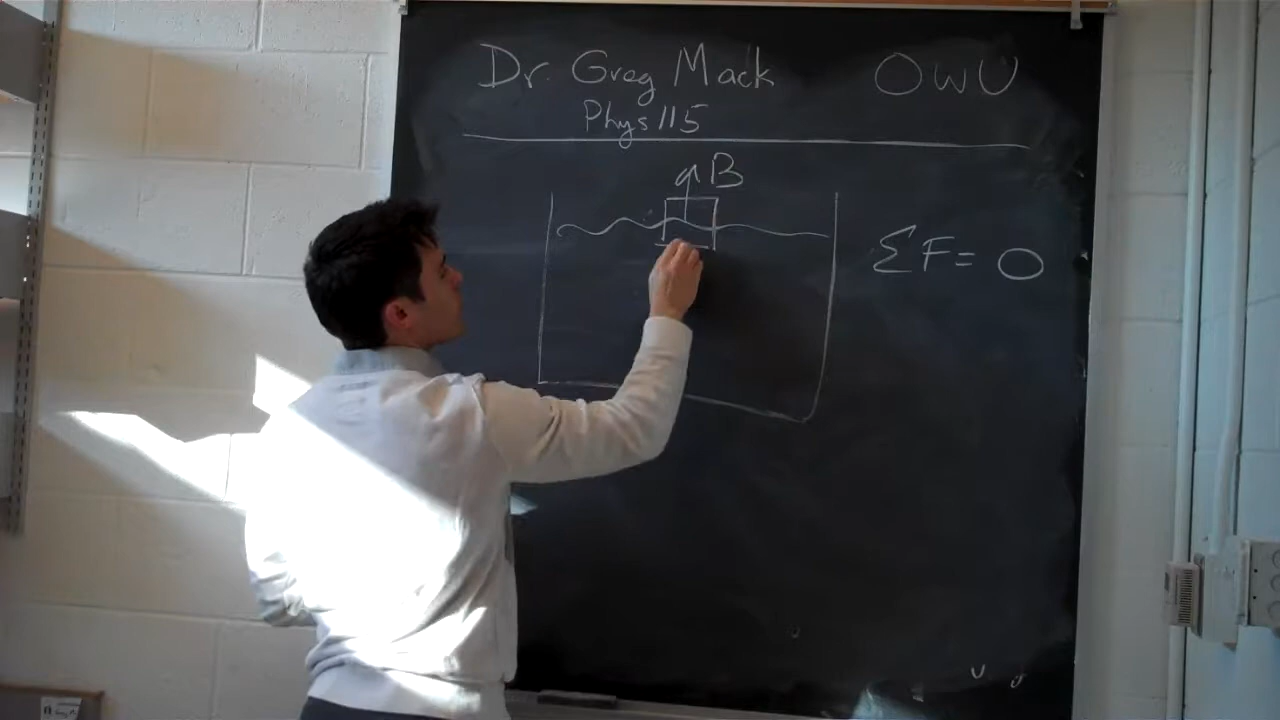 Dr. Greg Mack OWU
Phys 115
B
ΣF = 0